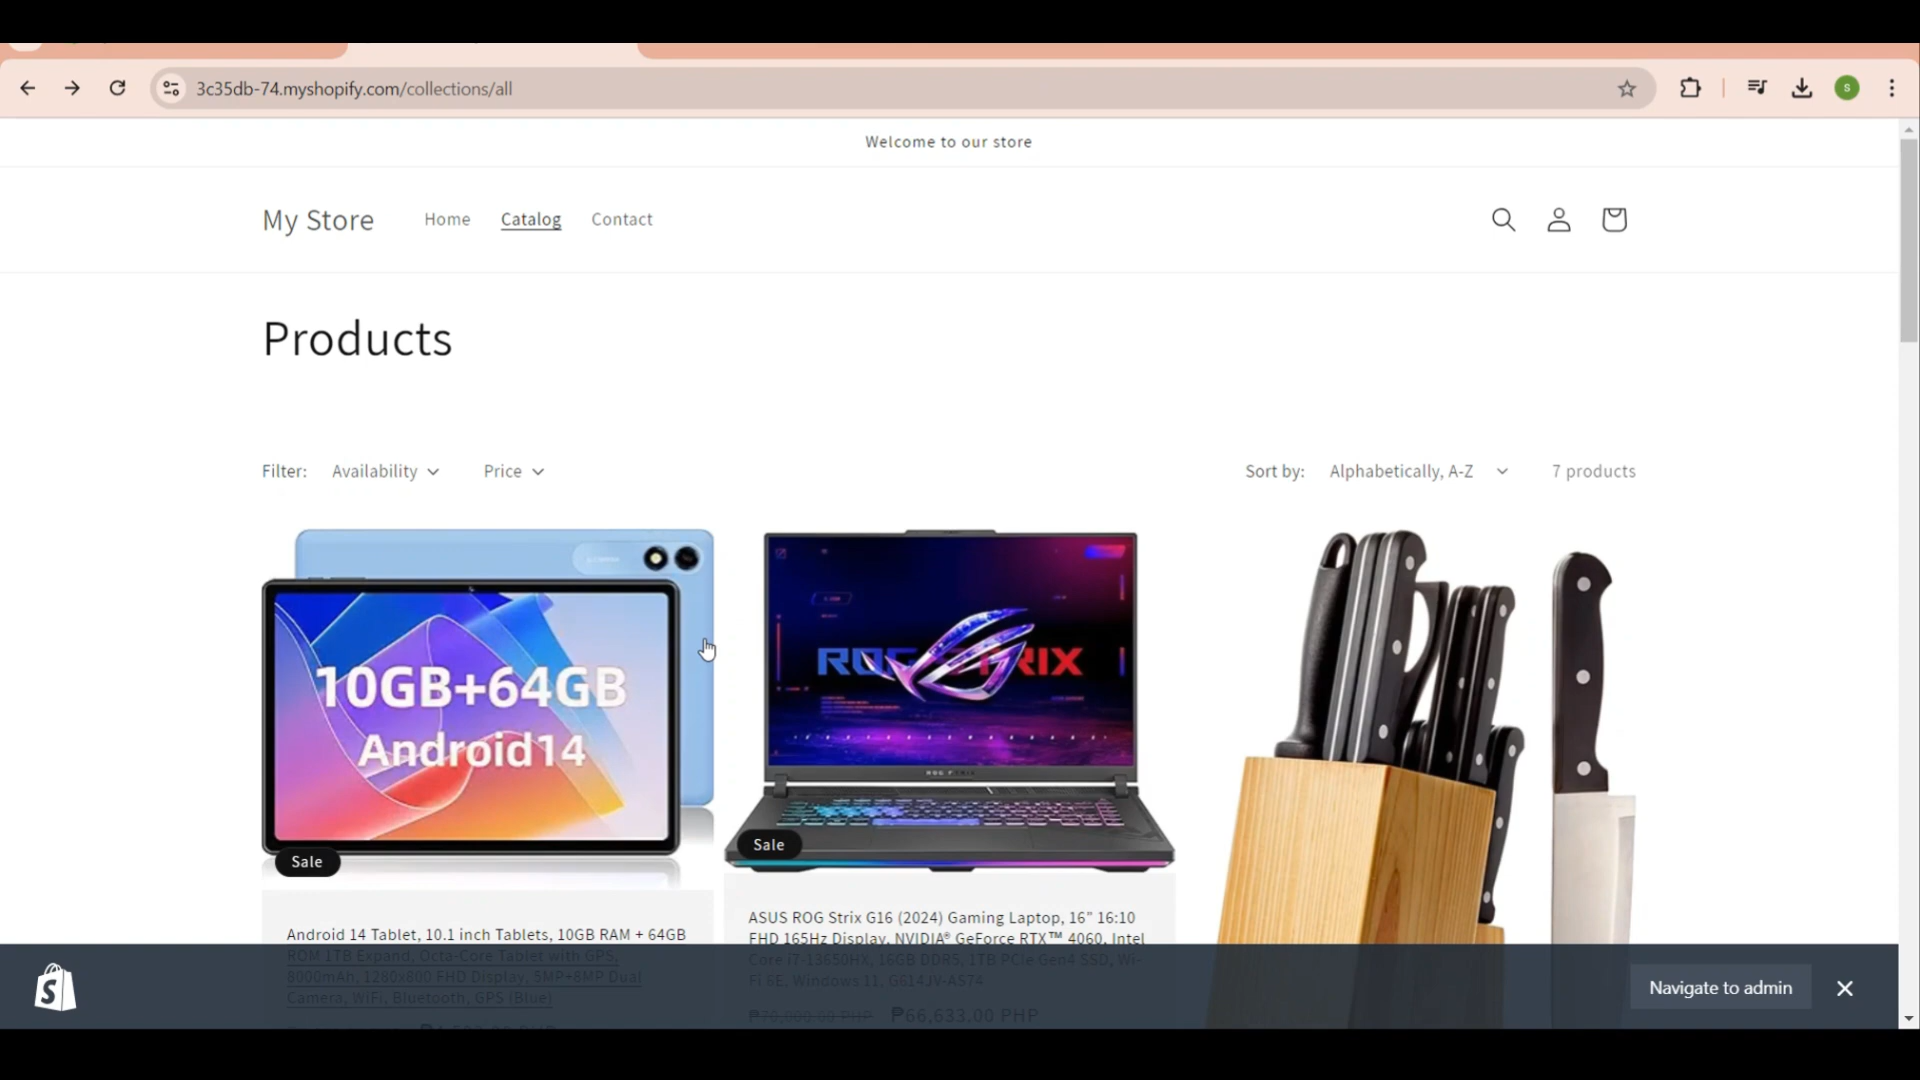 3c35db-74.myshopify.com/collections/all
S
Welcome to our store
My Store
Home
Catalog
Contact
Products
Filter:
Availability
Price
Sort by:
Alphabetically, A-Z
7 products
10GB+64GB
Android14
Sale
ROG STRIX
Sale
Android 14 Tablet, 10.1 inch Tablets, 10GB RAM + 64GB
ROM 1TB Expand, Octa-Core Tablet with GPS,
8000mAh, 1280x800 FHD Display, 5MP+8MP Dual
Camera, WiFi, Bluetooth, GPS (Blue)
ASUS ROG Strix G16 (2024) Gaming Laptop, 16” 16:10
FHD 165Hz Display, NVIDIA® GeForce RTX™ 4060, Intel
Core i7-13650HX, 16GB DDR5, 1TB PCIe Gen4 SSD, Wi-
Fi 6E, Windows 11, G614JV-AS74
₱70,000.00 PHP ₱66,633.00 PHP
Navigate to admin